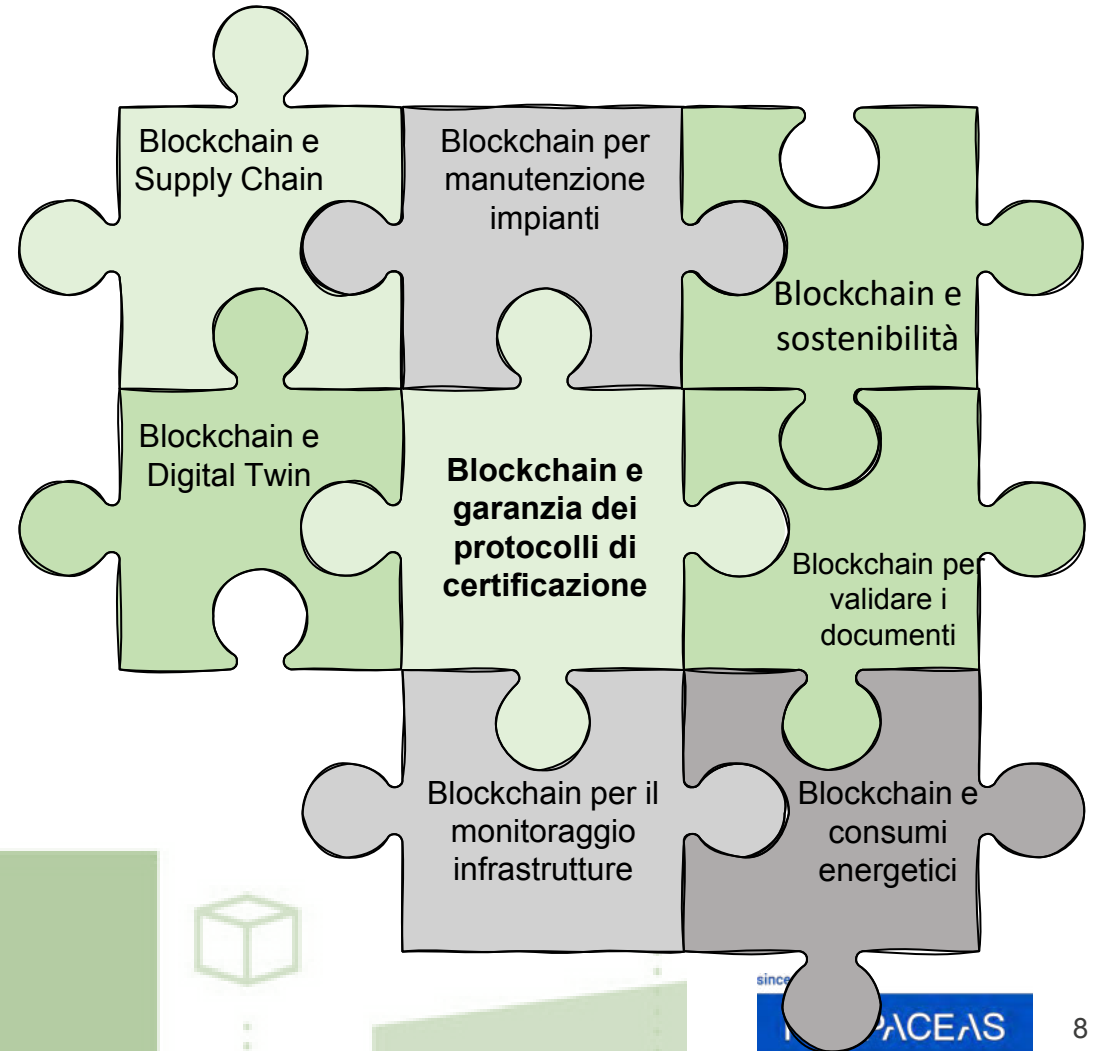 Blockchain e
Supply Chain
Blockchain per
manutenzione
impianti
Blockchain e
sostenibilità
Blockchain e
Digital Twin
Blockchain e
garanzia dei
protocolli di
certificazione
Blockchain per
validare i
documenti
Blockchain per il
monitoraggio
infrastrutture
Blockchain e
consumi
energetici
since
8